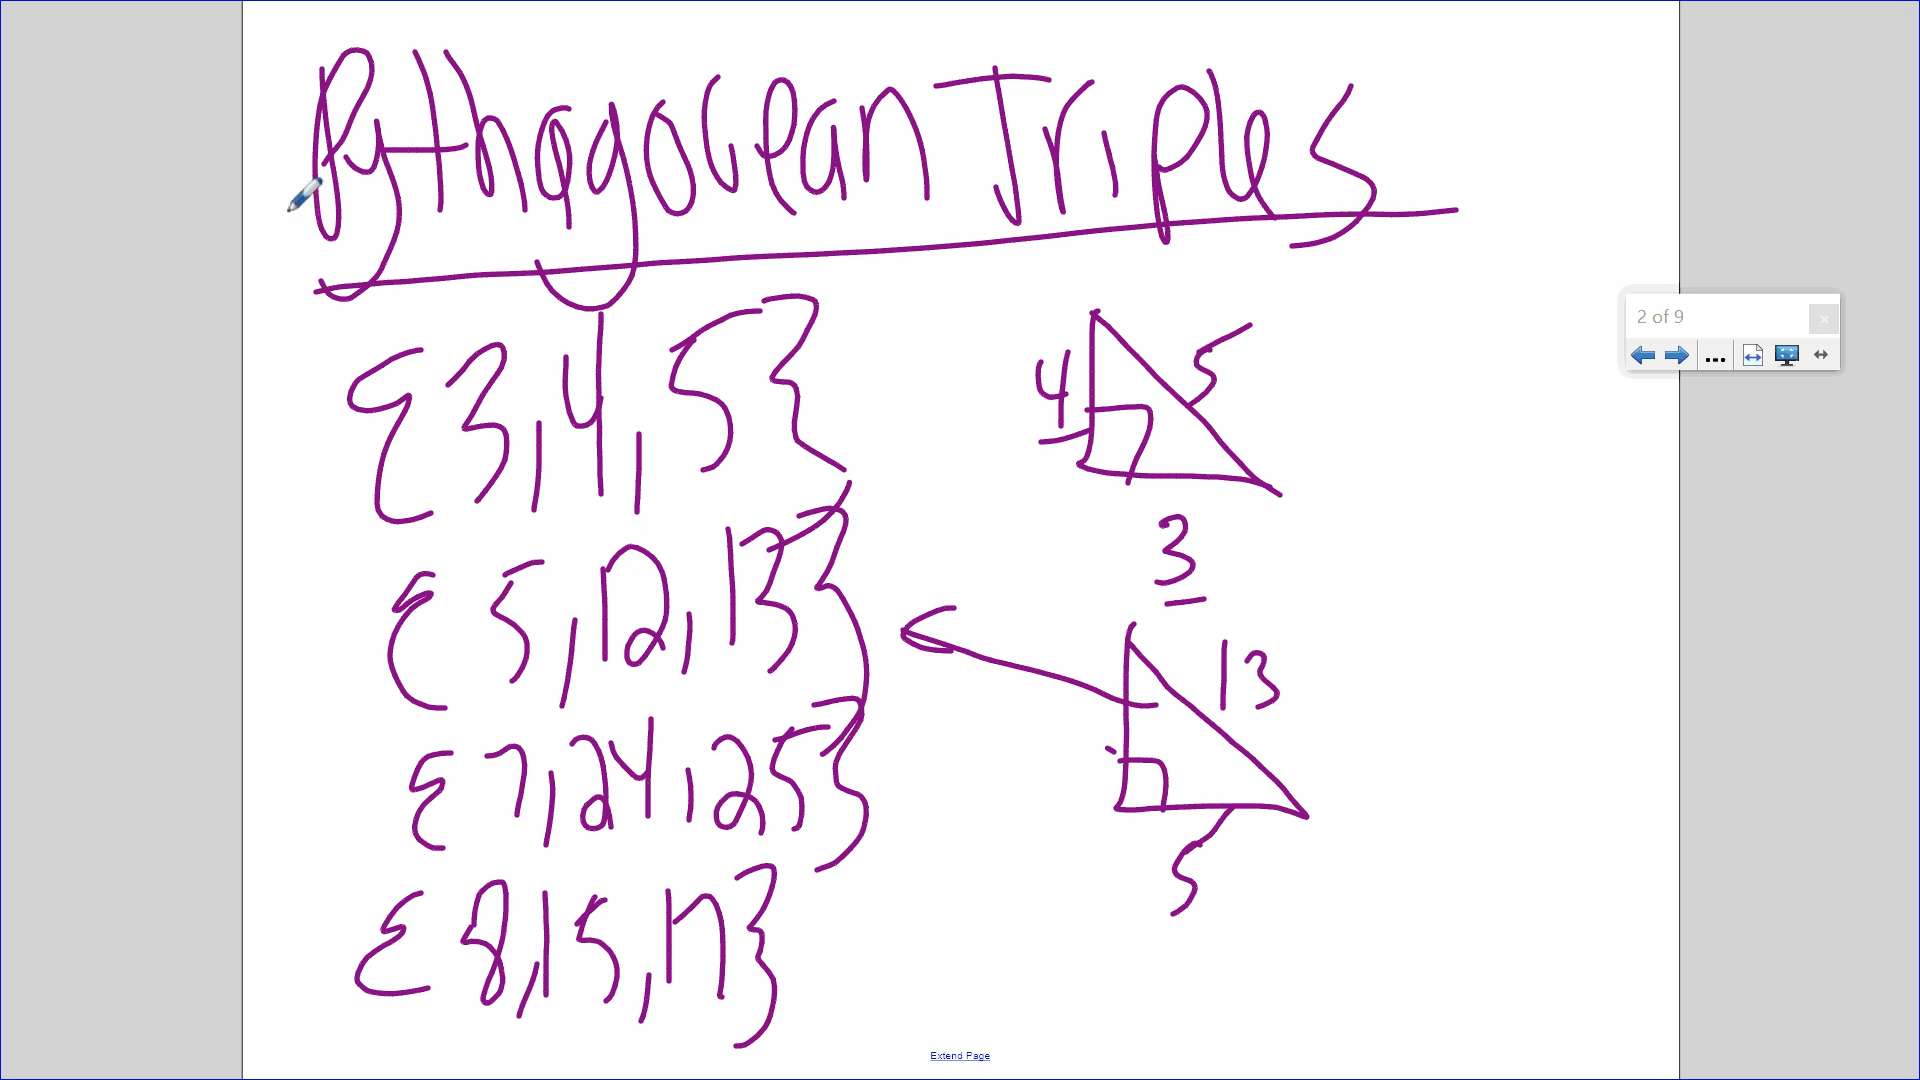 Pythagorean Triples
{3, 4, 5}
{5, 12, 13}
{7, 24, 25}
{8, 15, 17}
4
5
3
13
5
2 of 9
Extend Page